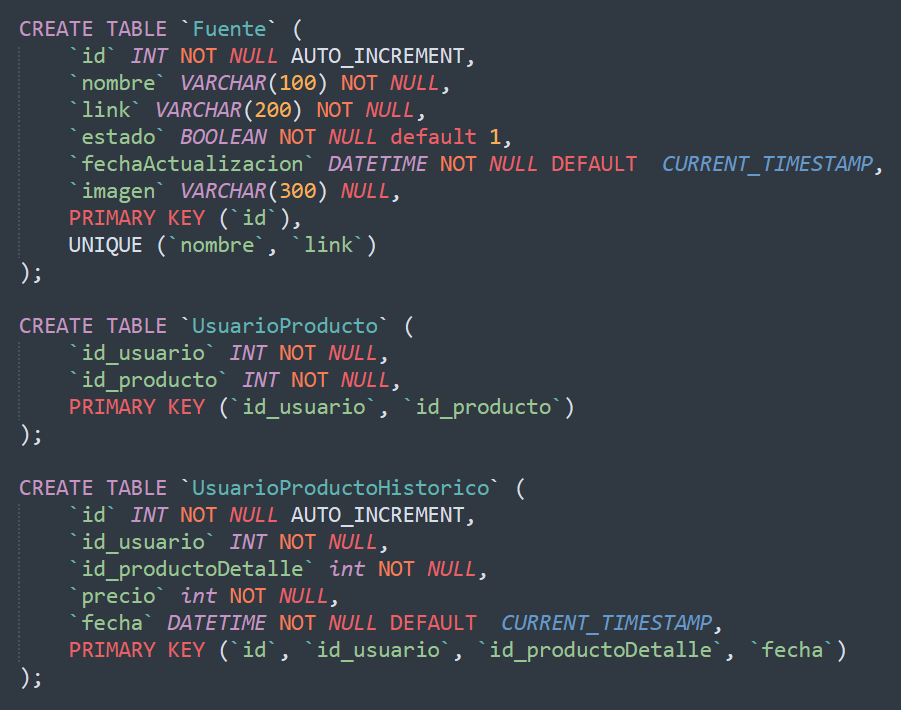 CREATE TABLE `Fuente` (
    `id` INT NOT NULL AUTO_INCREMENT,
    `nombre` VARCHAR(100) NOT NULL,
    `link` VARCHAR(200) NOT NULL,
    `estado` BOOLEAN NOT NULL default 1,
    `fechaActualizacion` DATETIME NOT NULL DEFAULT  CURRENT_TIMESTAMP,
    `imagen` VARCHAR(300) NULL,
    PRIMARY KEY (`id`),
    UNIQUE (`nombre`, `link`)
);

CREATE TABLE `UsuarioProducto` (
    `id_usuario` INT NOT NULL,
    `id_producto` INT NOT NULL,
    PRIMARY KEY (`id_usuario`, `id_producto`)
);

CREATE TABLE `UsuarioProductoHistorico` (
    `id` INT NOT NULL AUTO_INCREMENT,
    `id_usuario` INT NOT NULL,
    `id_productoDetalle` int NOT NULL,
    `precio` int NOT NULL,
    `fecha` DATETIME NOT NULL DEFAULT  CURRENT_TIMESTAMP,
    PRIMARY KEY (`id`, `id_usuario`, `id_productoDetalle`, `fecha`)
);